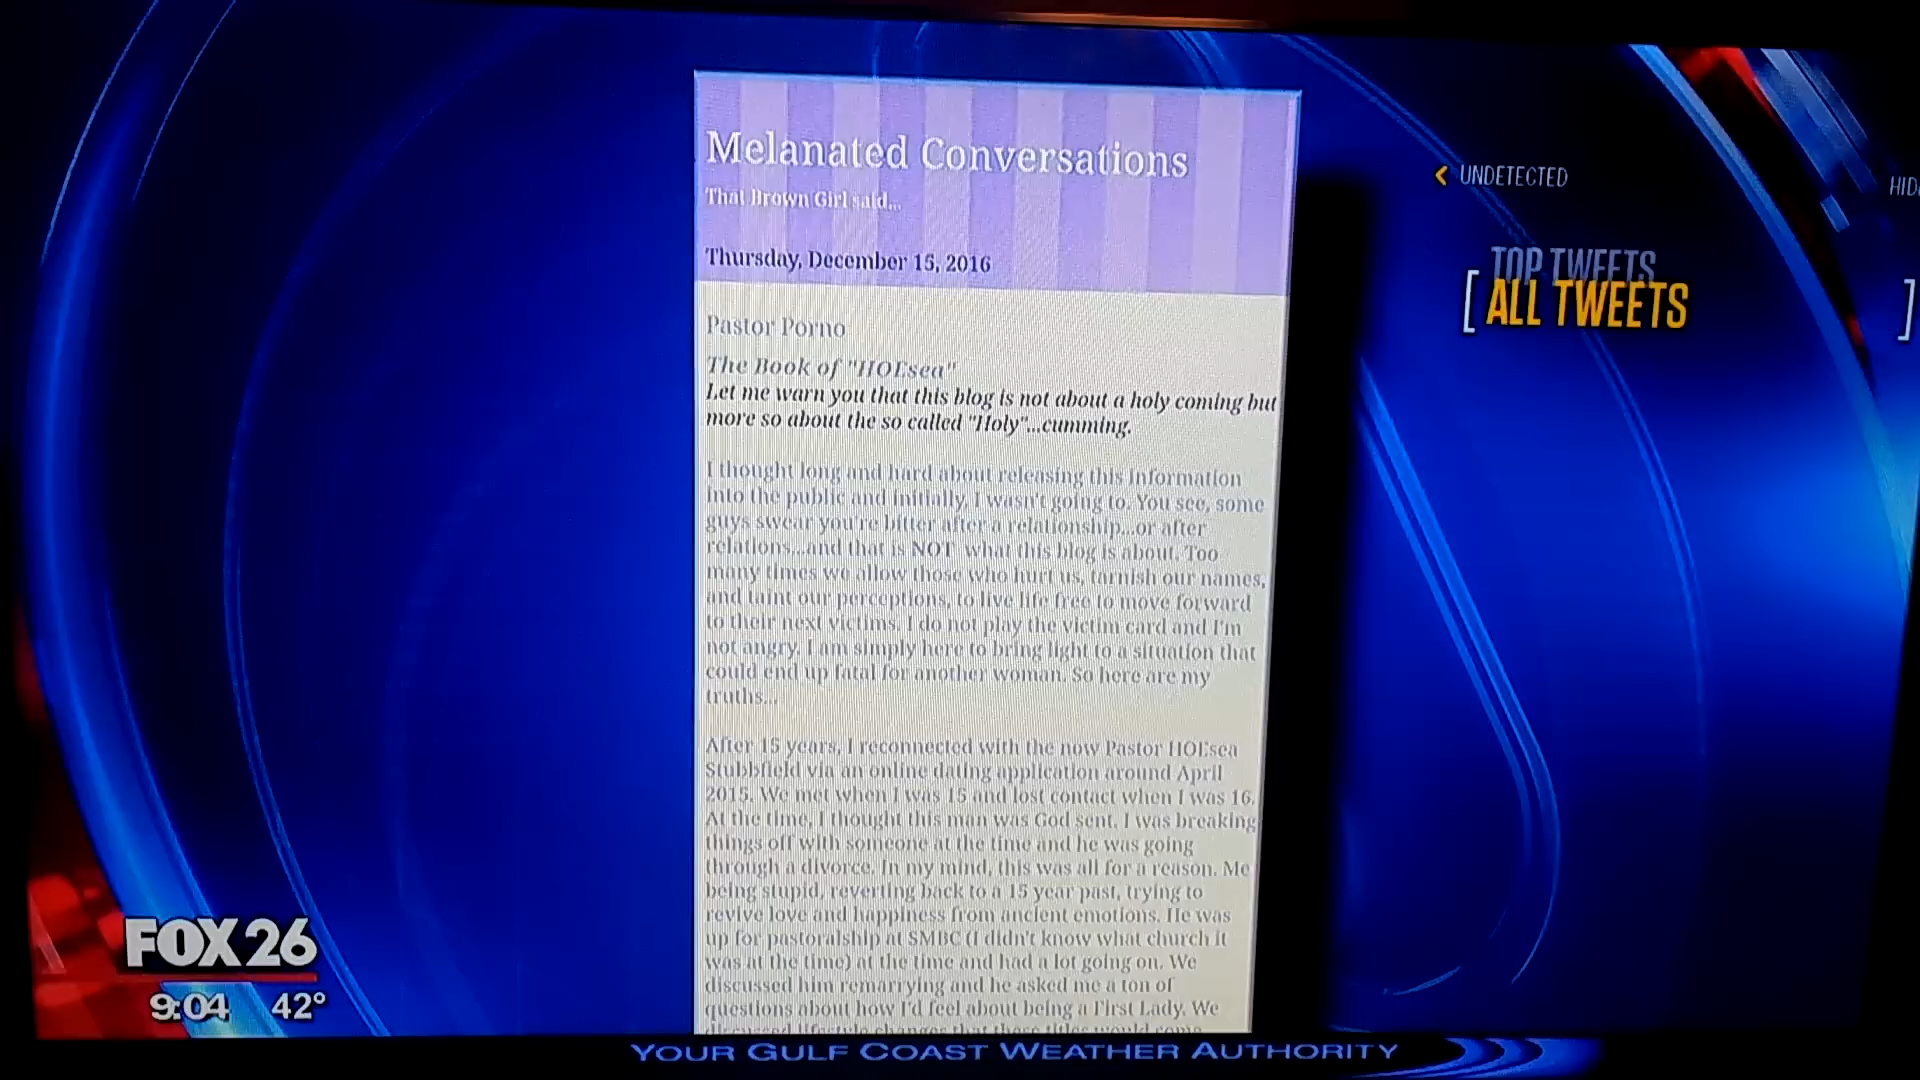 Melanated Conversations
That Brown Girl said...
Thursday, December 15, 2016
Pastor Porno
The Book of "HOEsea"
Let me warn you that this blog is not about a holy coming but
more so about the so called "Holy"...cumming.
I thought long and hard about releasing this information
into the public and initially, I wasn't going to. You see, some
guys swear you're bitter after a relationship...or after
relations...and that is NOT what this blog is about. Too
many times we allow those who hurt us, tarnish our names,
and taint our perceptions, to live life free to move forward
to their next victims. I do not play the victim card and I'm
not angry. I am simply here to bring light to a situation that
could end up fatal for another woman. So here are my
truths...
After 15 years, I reconnected with the now Pastor HOEsea
Stubbfield via an online dating application around April
2015. We met when I was 15 and lost contact when I was 16.
At the time, I thought this man was God sent. I was breaking
things off with someone at the time and he was going
through a divorce. In my mind, this was all for a reason. Me
being stupid, reverting back to a 15 year past, trying to
revive love and happiness from ancient emotions. He was
up for pastoralship at SMBC (I didn't know what church it
was at the time) at the time and had a lot going on. We
discussed him remarrying and he asked me a ton of
questions about how I'd feel about being a First Lady. We
discussed lifestyle changes that these titles would come
< UNDETECTED
HID
TOP TWEETS
[ ALL TWEETS ]
FOX 26
9:04 42°
YOUR GULF COAST WEATHER AUTHORITY